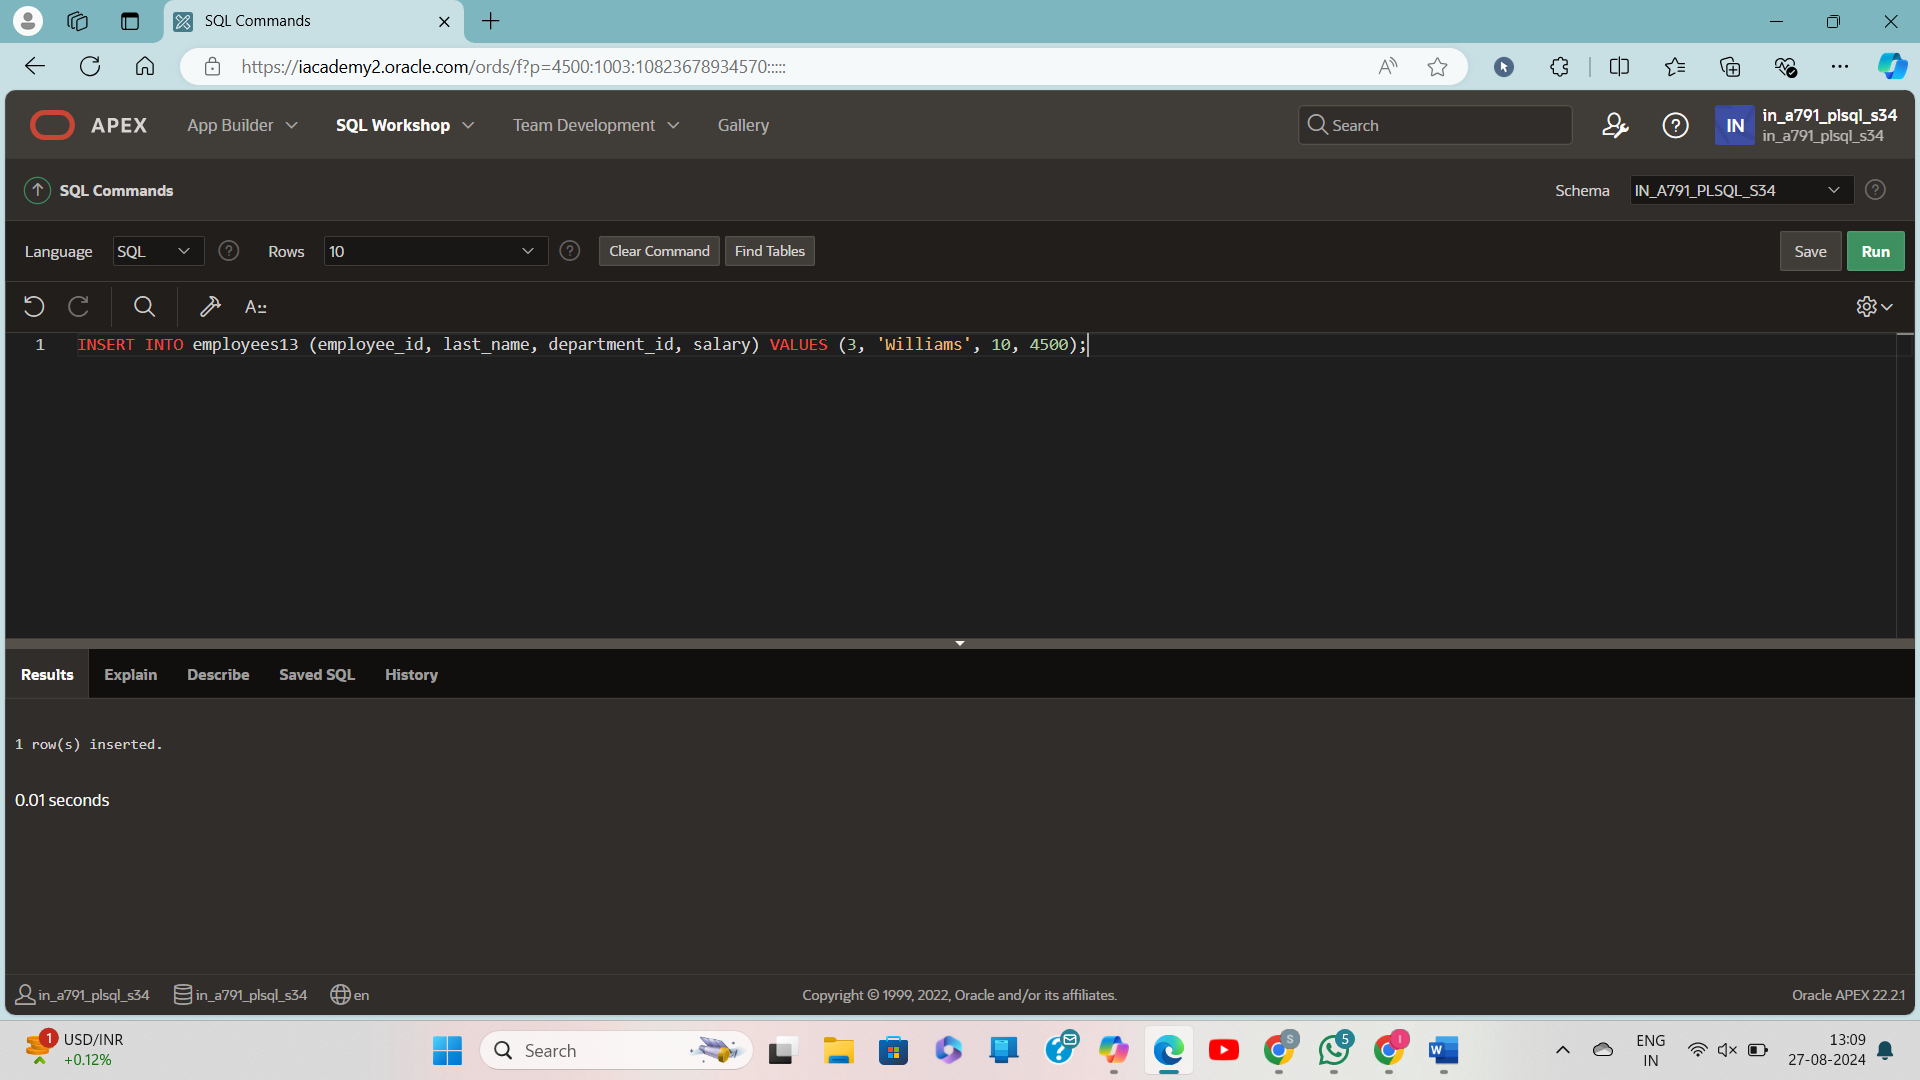 SQL Commands
https://iacademy2.oracle.com/ords/f?p=4500:1003:10823678934570:::::
APEX App Builder SQL Workshop Team Development Gallery Search IN in_a791_plsql_s34
in_a791_plsql_s34
SQL Commands Schema IN_A791_PLSQL_S34
Language SQL Rows 10 Clear Command Find Tables Save Run
A::
1 INSERT INTO employees13 (employee_id, last_name, department_id, salary) VALUES (3, 'Williams', 10, 4500);
Results Explain Describe Saved SQL History
1 row(s) inserted.
0.01 seconds
in_a791_plsql_s34 in_a791_plsql_s34 en Copyright © 1999, 2022, Oracle and/or its affiliates. Oracle APEX 22.2.1
1 USD/INR
+0.12%
Search
S 5 I
W
ENG
IN
13:09
27-08-2024